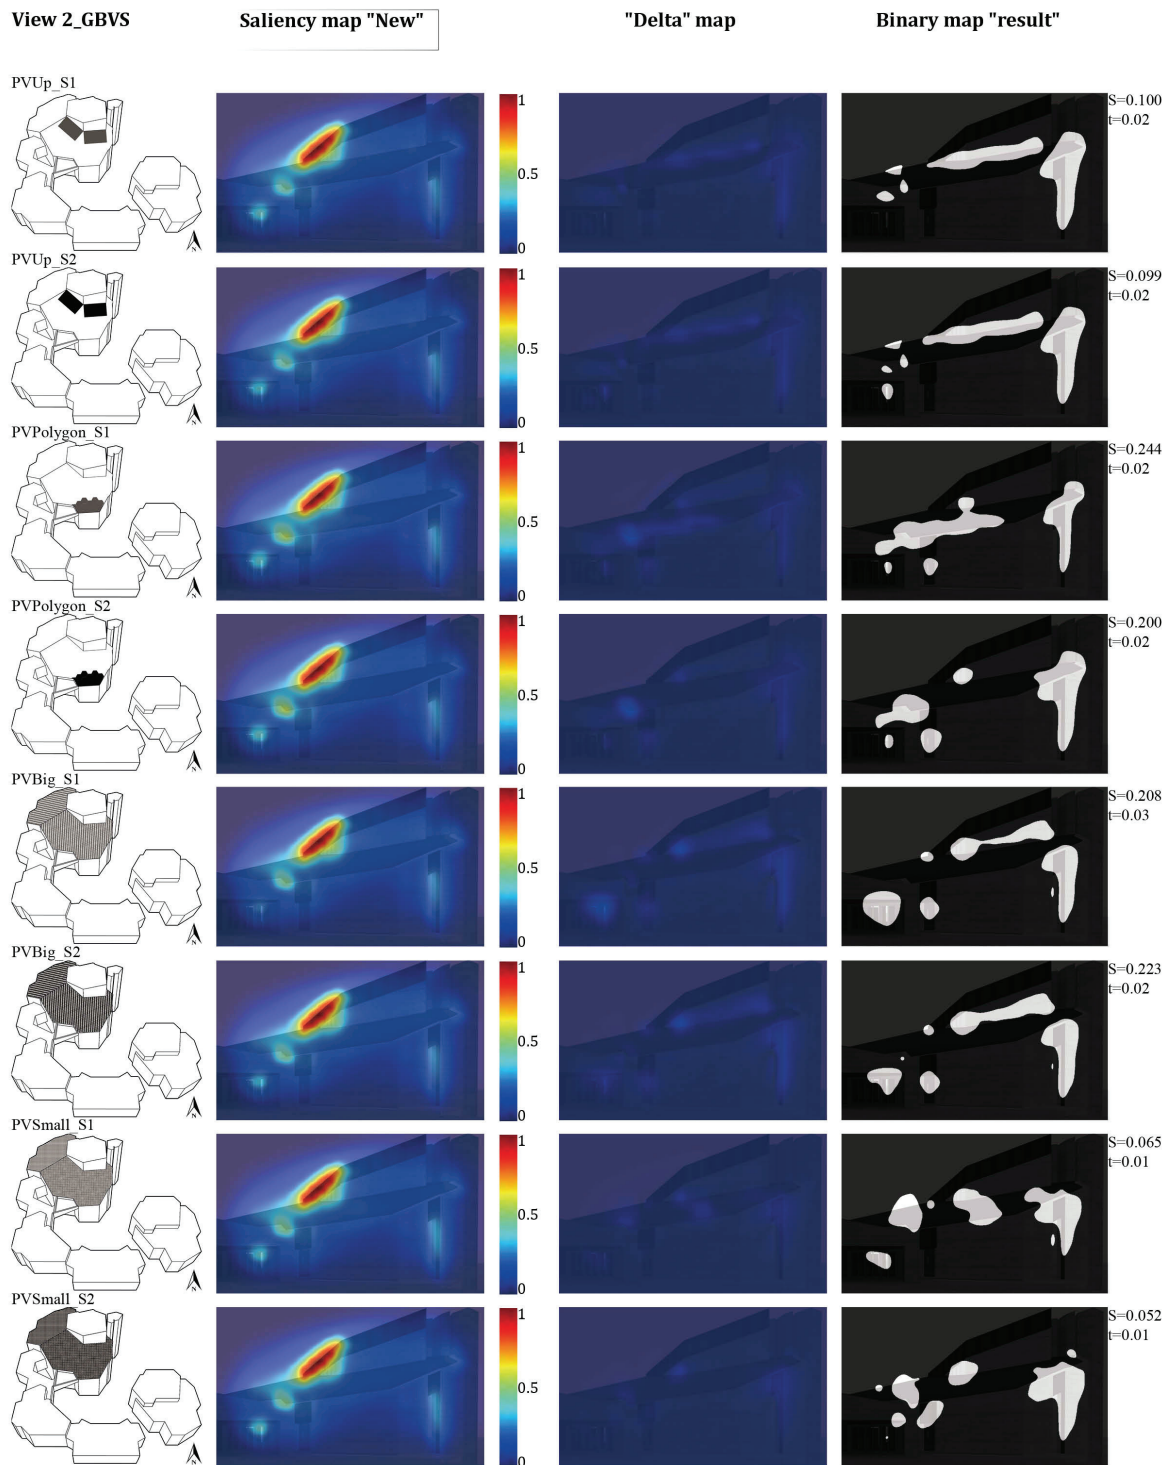 View 2_GBVS Saliency map "New" "Delta" map Binary map "result"
PVUp_S1
1
0.5
0
S=0.100
t=0.02
N
PVUp_S2
1
0.5
0
S=0.099
t=0.02
N
PVPolygon_S1
1
0.5
0
S=0.244
t=0.02
N
PVPolygon_S2
1
0.5
0
S=0.200
t=0.02
N
PVBig_S1
1
0.5
0
S=0.208
t=0.03
N
PVBig_S2
1
0.5
0
S=0.223
t=0.02
N
PVSmall_S1
1
0.5
0
S=0.065
t=0.01
N
PVSmall_S2
1
0.5
0
S=0.052
t=0.01
N